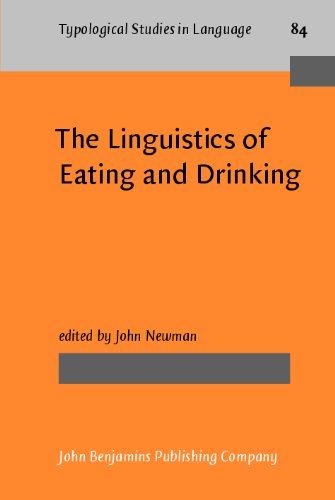 Typological Studies in Language 84
The Linguistics of
Eating and Drinking
edited by John Newman
John Benjamins Publishing Company